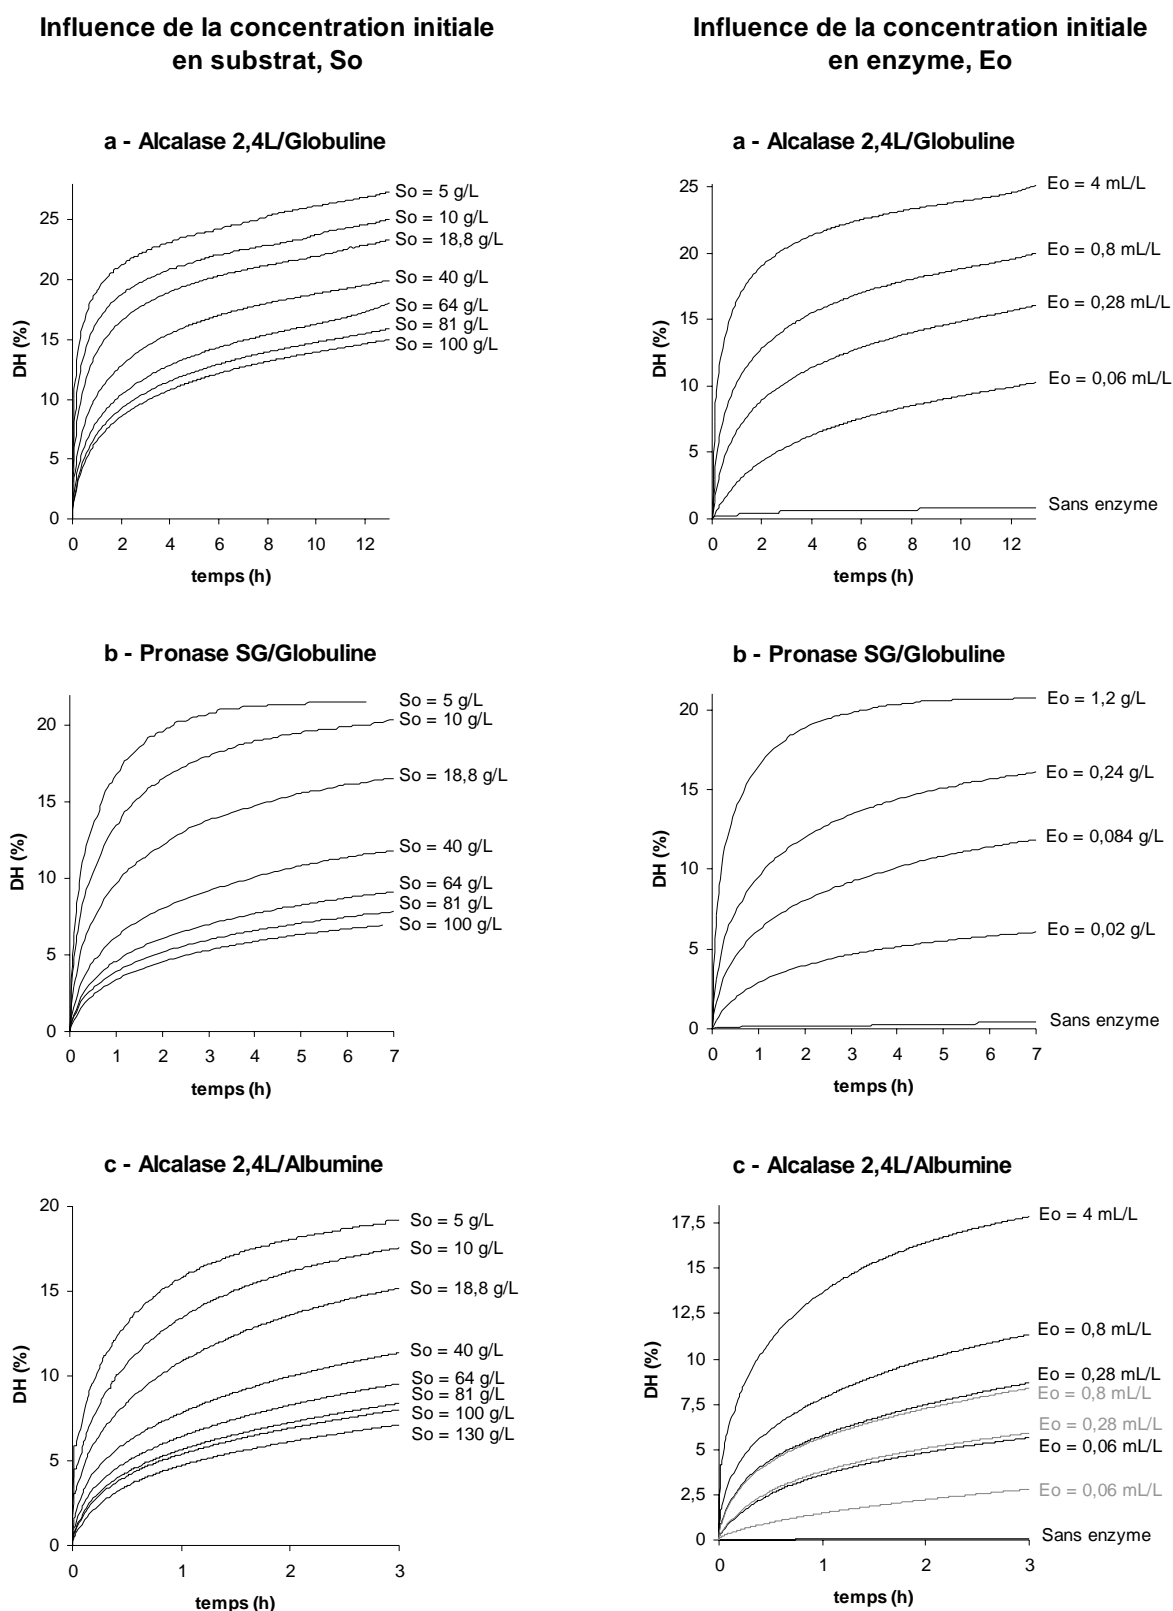 Influence de la concentration initiale
en substrat, So
Influence de la concentration initiale
en enzyme, Eo
a - Alcalase 2,4L/Globuline
DH (%)
25
20
15
10
5
0
So = 5 g/L
So = 10 g/L
So = 18,8 g/L
So = 40 g/L
So = 64 g/L
So = 81 g/L
So = 100 g/L
0 2 4 6 8 10 12
temps (h)
a - Alcalase 2,4L/Globuline
DH (%)
25
20
15
10
5
0
Eo = 4 mL/L
Eo = 0,8 mL/L
Eo = 0,28 mL/L
Eo = 0,06 mL/L
Sans enzyme
0 2 4 6 8 10 12
temps (h)
b - Pronase SG/Globuline
DH (%)
20
15
10
5
0
So = 5 g/L
So = 10 g/L
So = 18,8 g/L
So = 40 g/L
So = 64 g/L
So = 81 g/L
So = 100 g/L
0 1 2 3 4 5 6 7
temps (h)
b - Pronase SG/Globuline
DH (%)
20
15
10
5
0
Eo = 1,2 g/L
Eo = 0,24 g/L
Eo = 0,084 g/L
Eo = 0,02 g/L
Sans enzyme
0 1 2 3 4 5 6 7
temps (h)
c - Alcalase 2,4L/Albumine
DH (%)
20
15
10
5
0
So = 5 g/L
So = 10 g/L
So = 18,8 g/L
So = 40 g/L
So = 64 g/L
So = 81 g/L
So = 100 g/L
So = 130 g/L
0 1 2 3
temps (h)
c - Alcalase 2,4L/Albumine
DH (%)
17,5
15
12,5
10
7,5
5
2,5
0
Eo = 4 mL/L
Eo = 0,8 mL/L
Eo = 0,28 mL/L
Eo = 0,8 mL/L
Eo = 0,28 mL/L
Eo = 0,06 mL/L
Eo = 0,06 mL/L
Sans enzyme
0 1 2 3
temps (h)